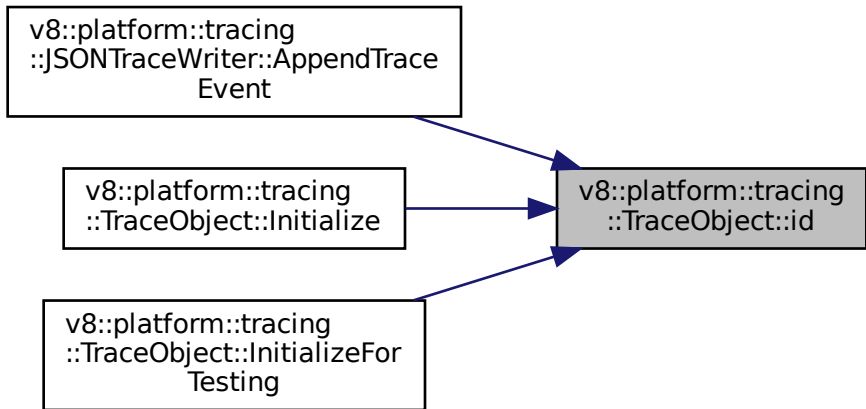 v8::platform::tracing
::JSONTraceWriter::AppendTrace
Event
v8::platform::tracing
::TraceObject::Initialize
v8::platform::tracing
::TraceObject::InitializeFor
Testing
v8::platform::tracing
::TraceObject::id